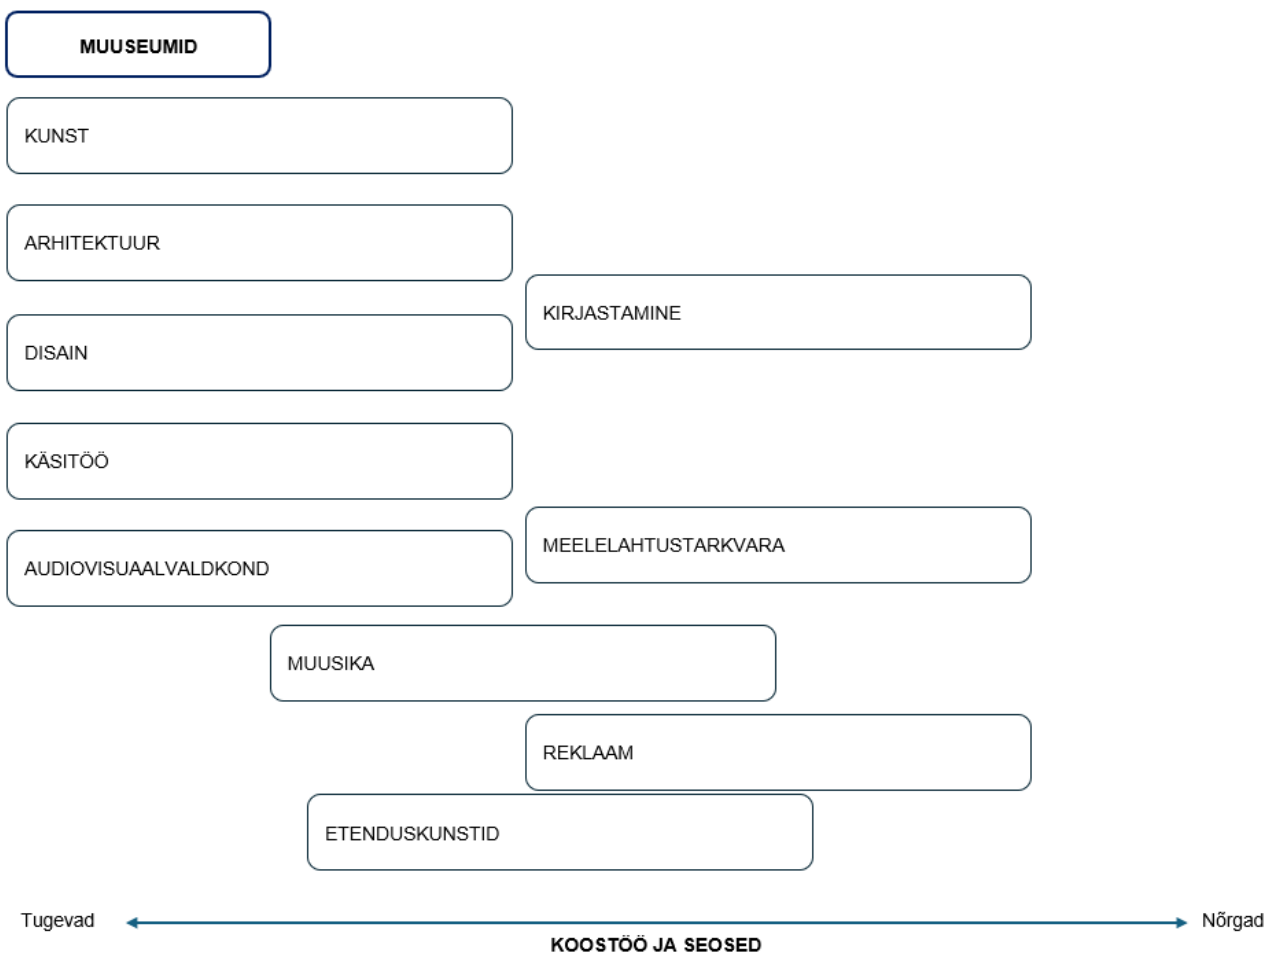 MUUSEUMID
KUNST
ARHITEKTUUR
KIRJASTAMINE
DISAIN
KÄSITÖÖ
MEELELAHTUSTARKVARA
AUDIOVISUAALVALDKOND
MUUSIKA
REKLAAM
ETENDUSKUNSTID
Tugevad
Nõrgad
KOOSTÖÖ JA SEOSED